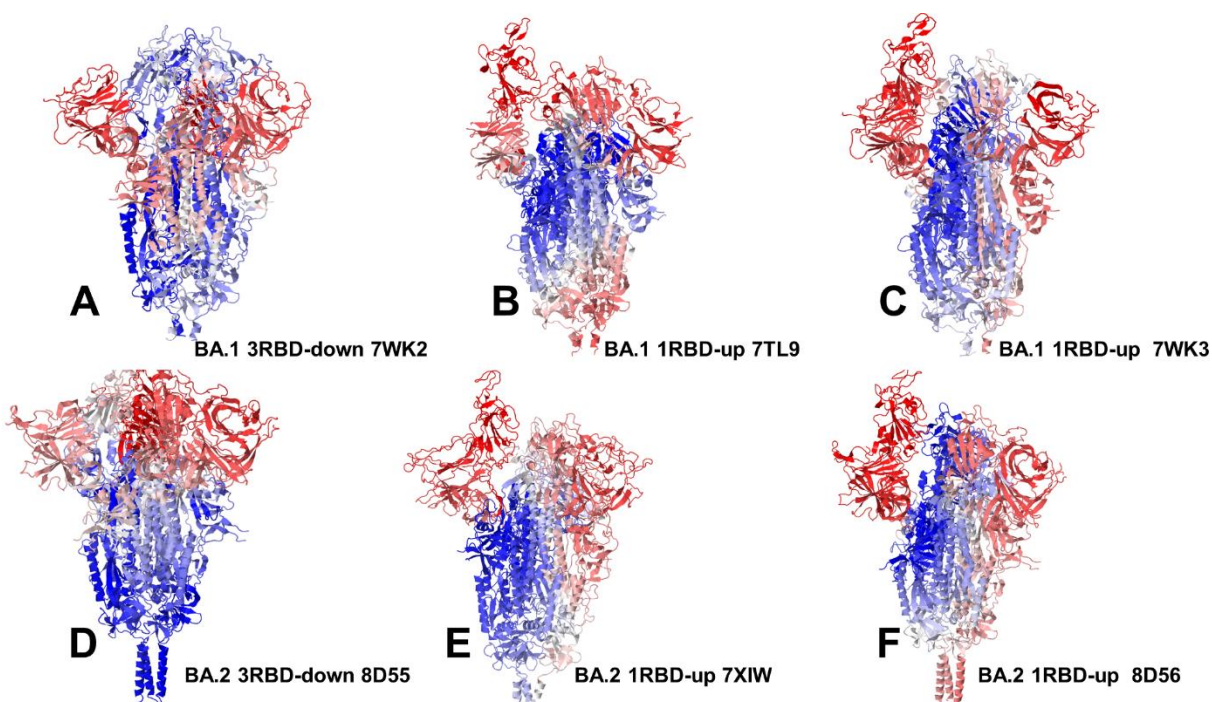 A
BA.1 3RBD-down 7WK2
B
BA.1 1RBD-up 7TL9
C
BA.1 1RBD-up 7WK3
D
BA.2 3RBD-down 8D55
E
BA.2 1RBD-up 7XIW
F
BA.2 1RBD-up 8D56